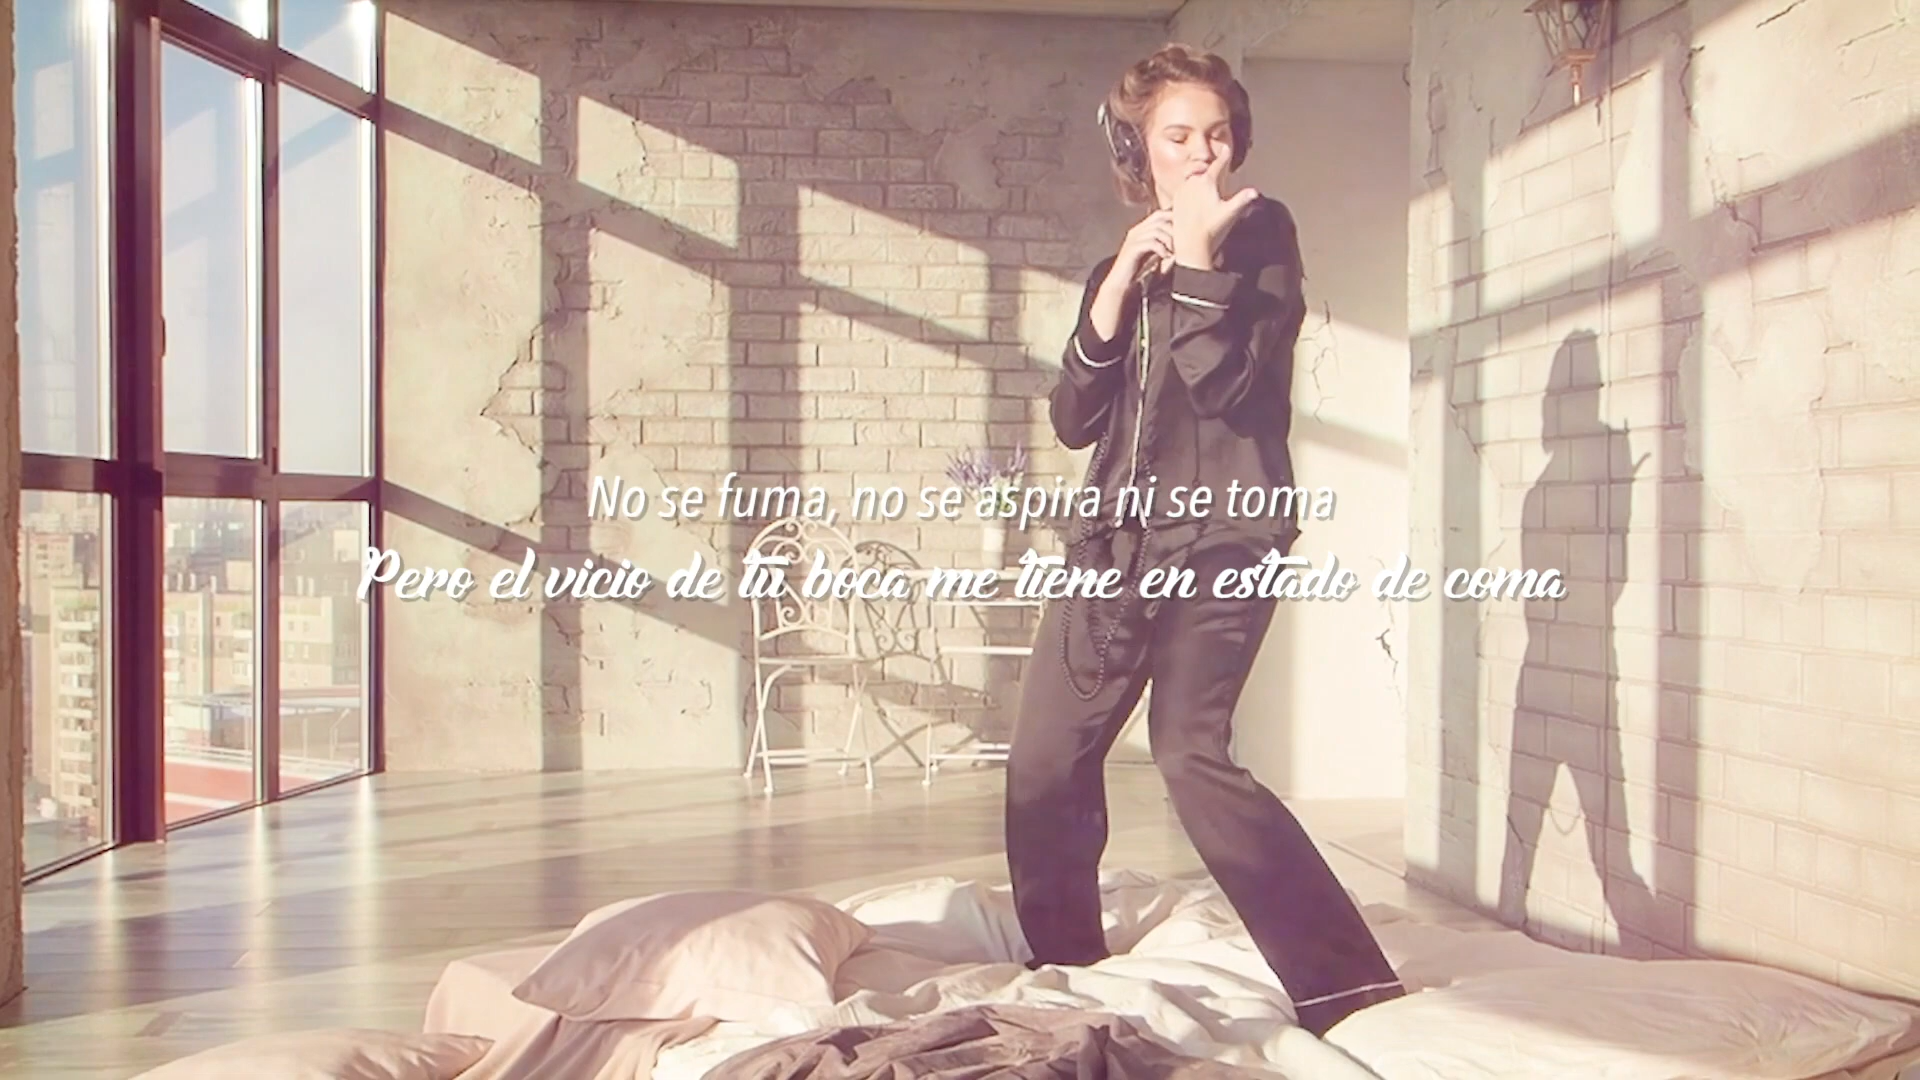 No se fuma, no se aspira ni se toma
Pero el vicio de tu boca me tiene en estado de coma